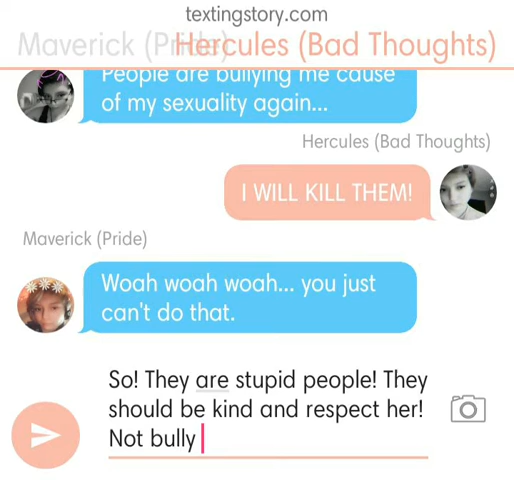 textingstory.com
Maverick (Pride)
Hercules (Bad Thoughts)
People are bullying me cause
of my sexuality again...
Hercules (Bad Thoughts)
I WILL KILL THEM!
Maverick (Pride)
Woah woah woah... you just
can't do that.
So! They are stupid people! They
should be kind and respect her!
Not bully